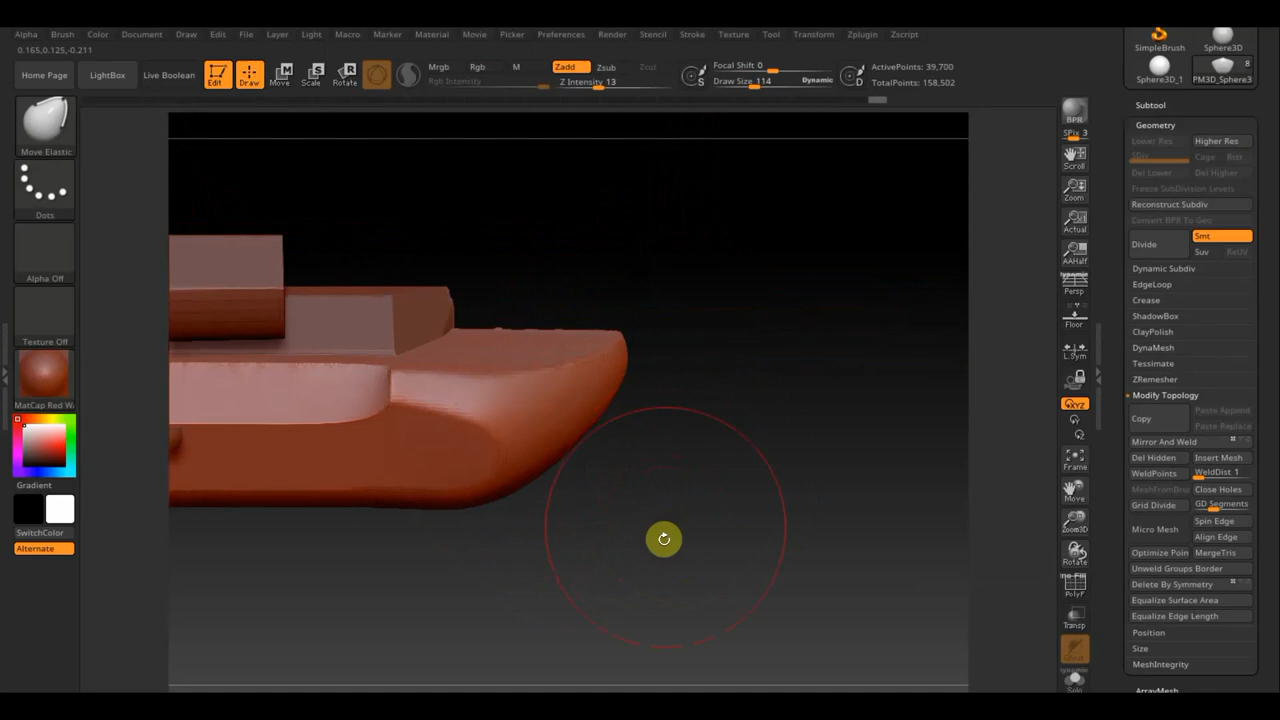 Alpha Brush Color Document Draw Edit File Layer Light Macro Marker Material Movie Picker Preferences Render Stencil Stroke Texture Tool Transform Zplugin Zscript
0.165,0.125,-0.211
Home Page
LightBox
Live Boolean
Edit
Draw
Move
Scale
Rotate
Mrgb Rgb M
Rgb Intensity
Zadd Zsub Zcut
Z Intensity 13
S
Focal Shift 0
Draw Size 114 Dynamic
D
ActivePoints: 39,700
TotalPoints: 158,502
Move Elastic
Dots
Alpha Off
Texture Off
MatCap Red W
Gradient
SwitchColor
Alternate
BPR
SPix 3
Scroll
Zoom
Actual
AAHalf
Dynamic
Persp
Floor
L.Sym
XYZ
Y
Z
Frame
Move
Zoom3D
Rotate
Line Fill
PolyF
Transp
Ghost
Dynamic
Solo
SimpleBrush Sphere3D
Sphere3D_1 PM3D_Sphere3
8
Subtool
Geometry
Lower Res Higher Res
SDiv Cage Rstr
Del Lower Del Higher
Freeze SubDivision Levels
Reconstruct Subdiv
Convert BPR To Geo
Divide Smt
Suv ReUV
Dynamic Subdiv
EdgeLoop
Crease
ShadowBox
ClayPolish
DynaMesh
Tessimate
ZRemesher
Modify Topology
Copy Paste Append
Paste Replace
Mirror And Weld
Del Hidden Insert Mesh
WeldPoints WeldDist 1
MeshFromBru Close Holes
Grid Divide GD Segments
Micro Mesh Spin Edge
Align Edge
Optimize Poin MergeTris
Unweld Groups Border
Delete By Symmetry
Equalize Surface Area
Equalize Edge Length
Position
Size
MeshIntegrity
ArrayMesh